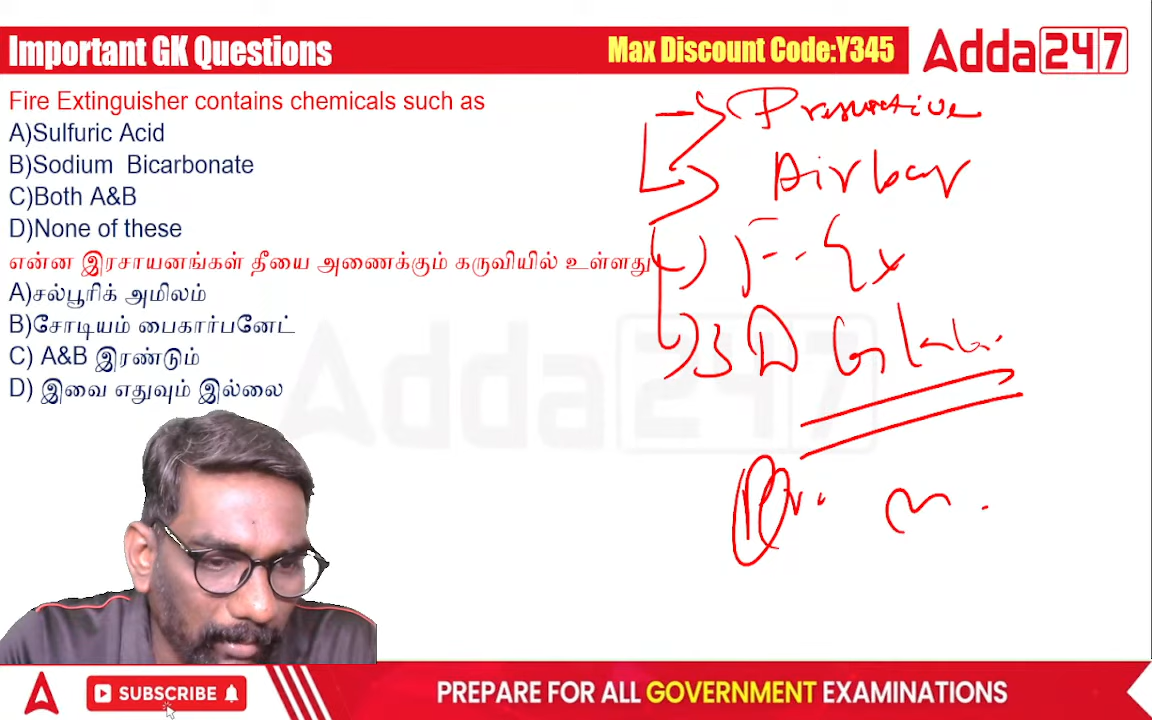 Important GK Questions
Max Discount Code:Y345
Adda247
Fire Extinguisher contains chemicals such as
A)Sulfuric Acid
B)Sodium Bicarbonate
C)Both A&B
D)None of these
என்ன இரசாயனங்கள் தீயை அணைக்கும் கருவியில் உள்ளது
A)சல்பூரிக் அமிலம்
B)சோடியம் பைகார்பனேட்
C) A&B இரண்டும்
D) இவை எதுவும் இல்லை
Adda247
SUBSCRIBE
PREPARE FOR ALL GOVERNMENT EXAMINATIONS